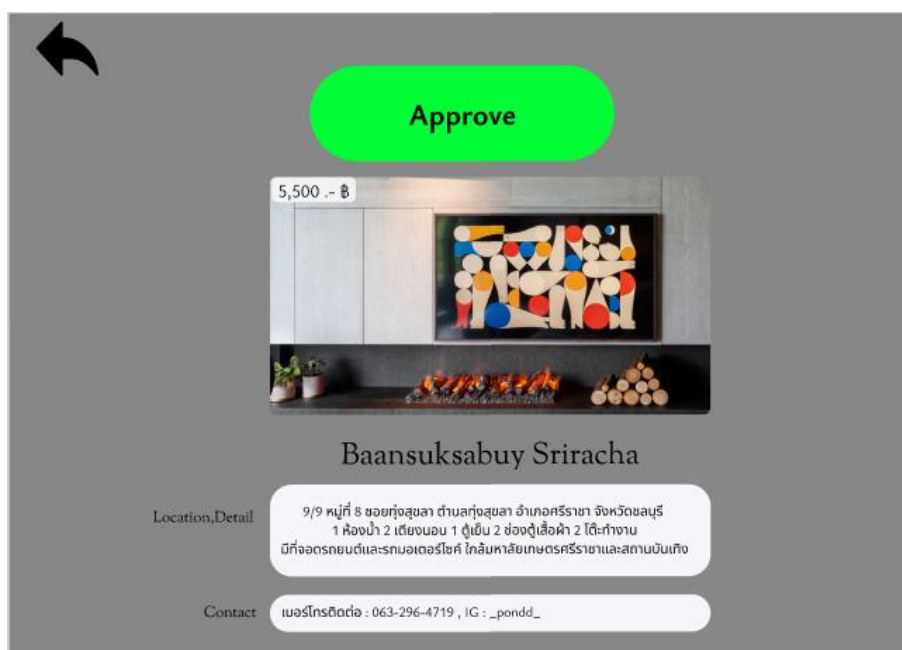 Approve
5,500 .- ฿
Baansuksabuy Sriracha
Location,Detail
9/9 หมู่ที่ 8 ซอยทุ่งสุขลา ตำบลทุ่งสุขลา อำเภอศรีราชา จังหวัดชลบุรี
1 ห้องน้ำ 2 เตียงนอน 1 ตู้เย็น 2 ช่องตู้เสื้อผ้า 2 โต๊ะทำงาน
มีที่จอดรถยนต์และรถมอเตอร์ไซค์ ใกล้มหาลัยเกษตรศรีราชาและสถานบันเทิง
Contact
เบอร์โทรติดต่อ : 063-296-4719 , IG : _pondd_